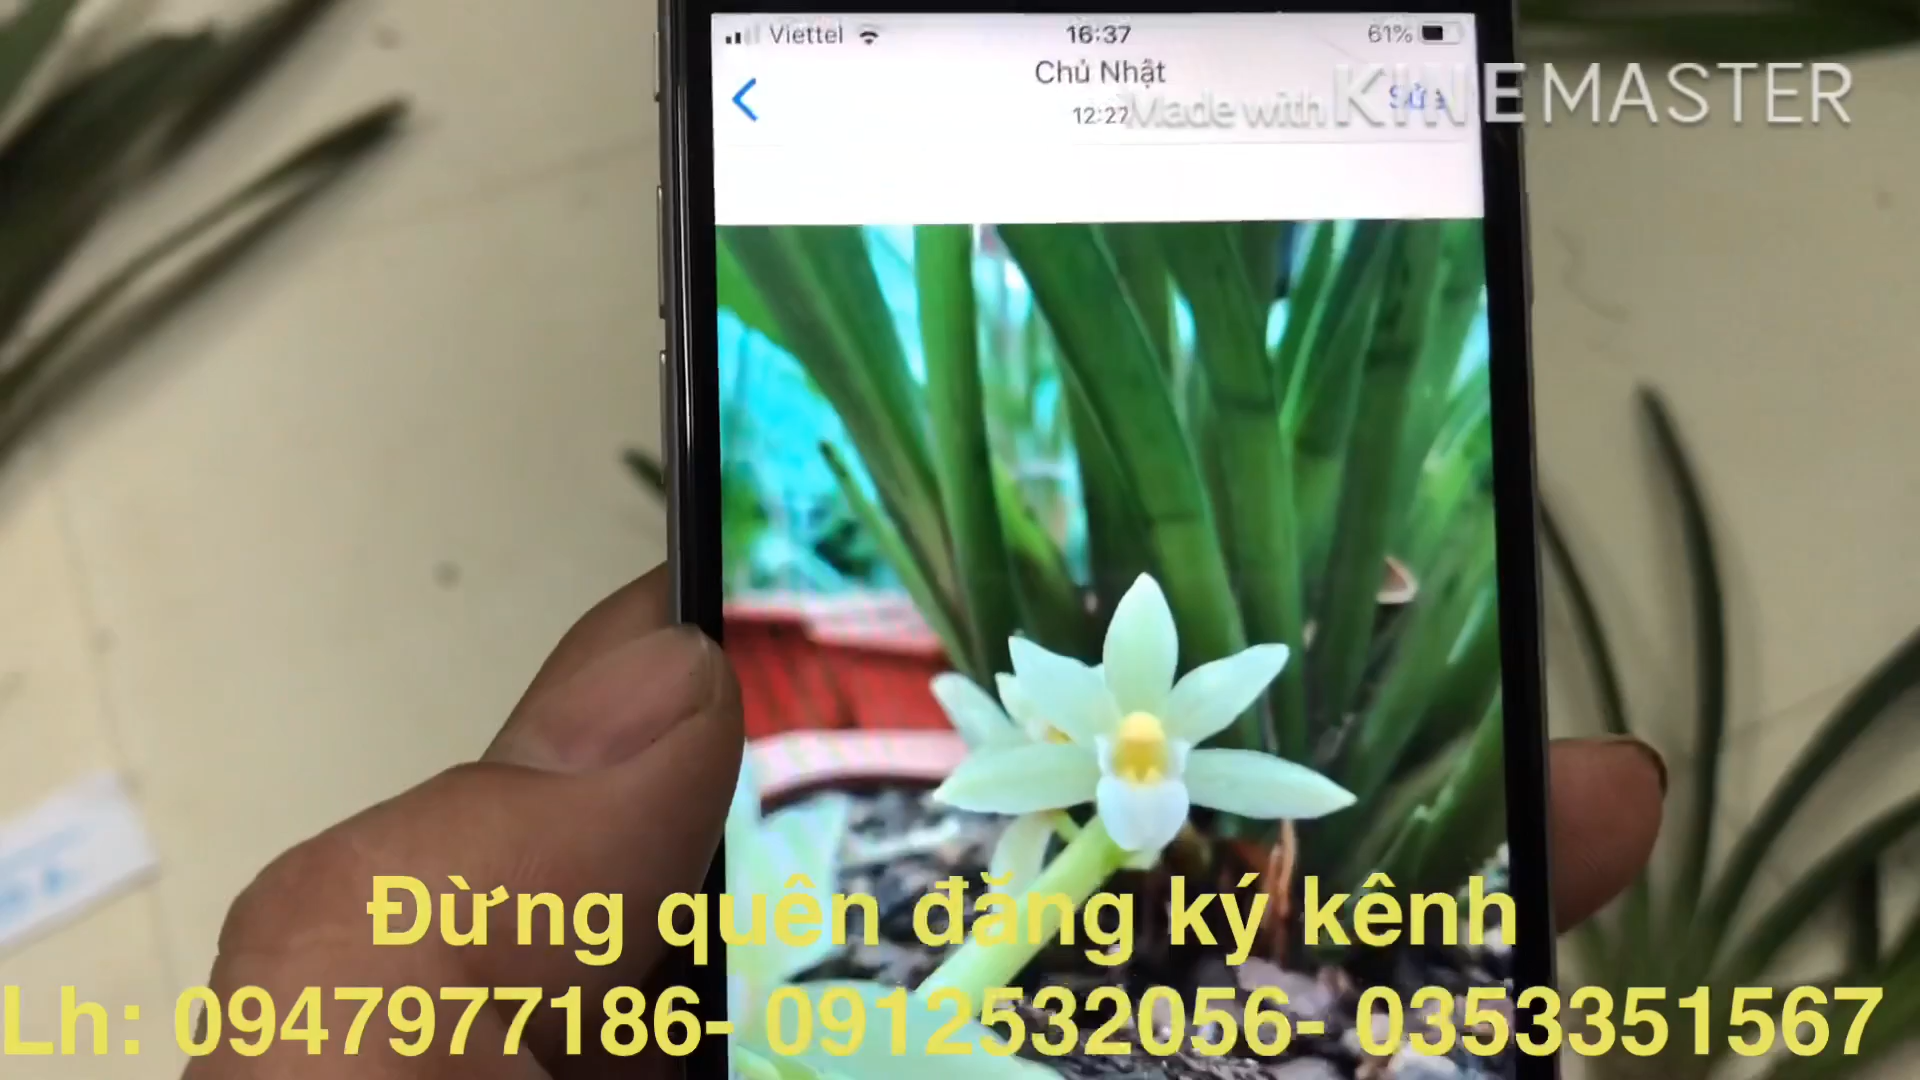 Viettel 16:37 61%
Chủ Nhật
12:27
Sửa
Made with KINEMASTER
Đừng quên đăng ký kênh
Lh: 0947977186- 0912532056- 0353351567